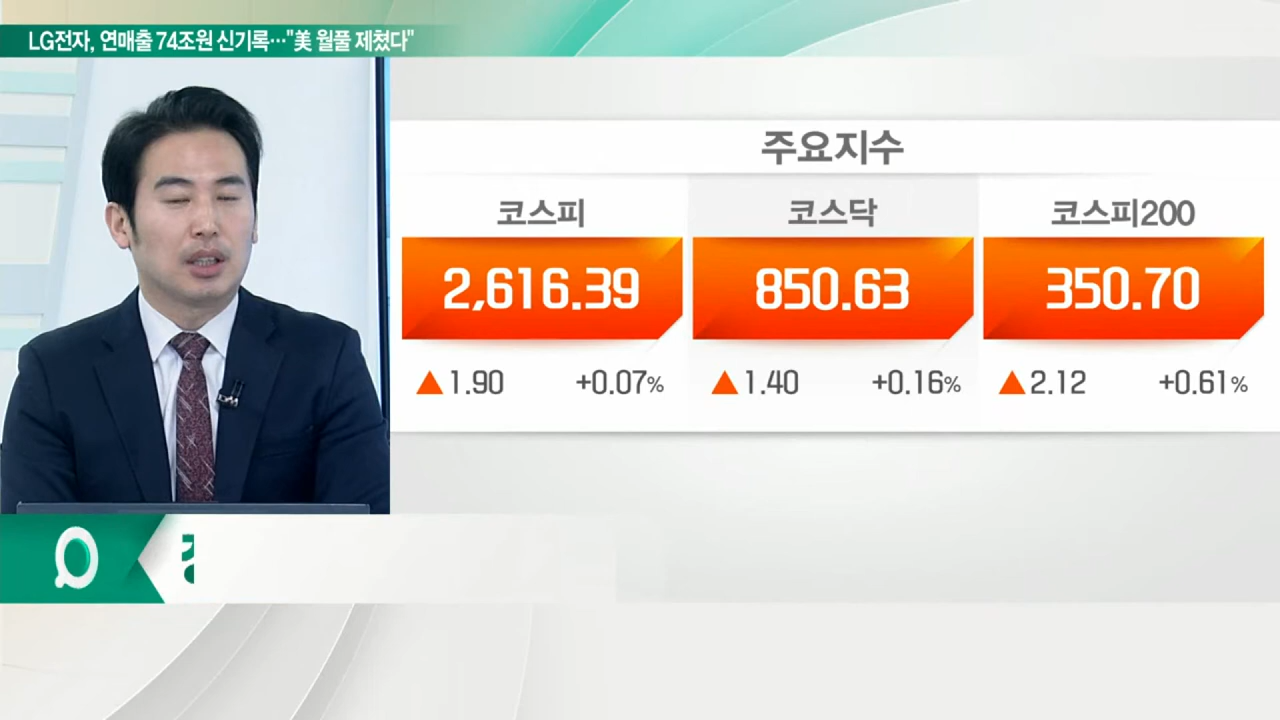 LG전자, 연매출 74조원 신기록…"美 월풀 제쳤다"
주요지수
코스피 코스닥 코스피200
2,616.39 850.63 350.70
▲1.90 +0.07% ▲1.40 +0.16% ▲2.12 +0.61%
Q